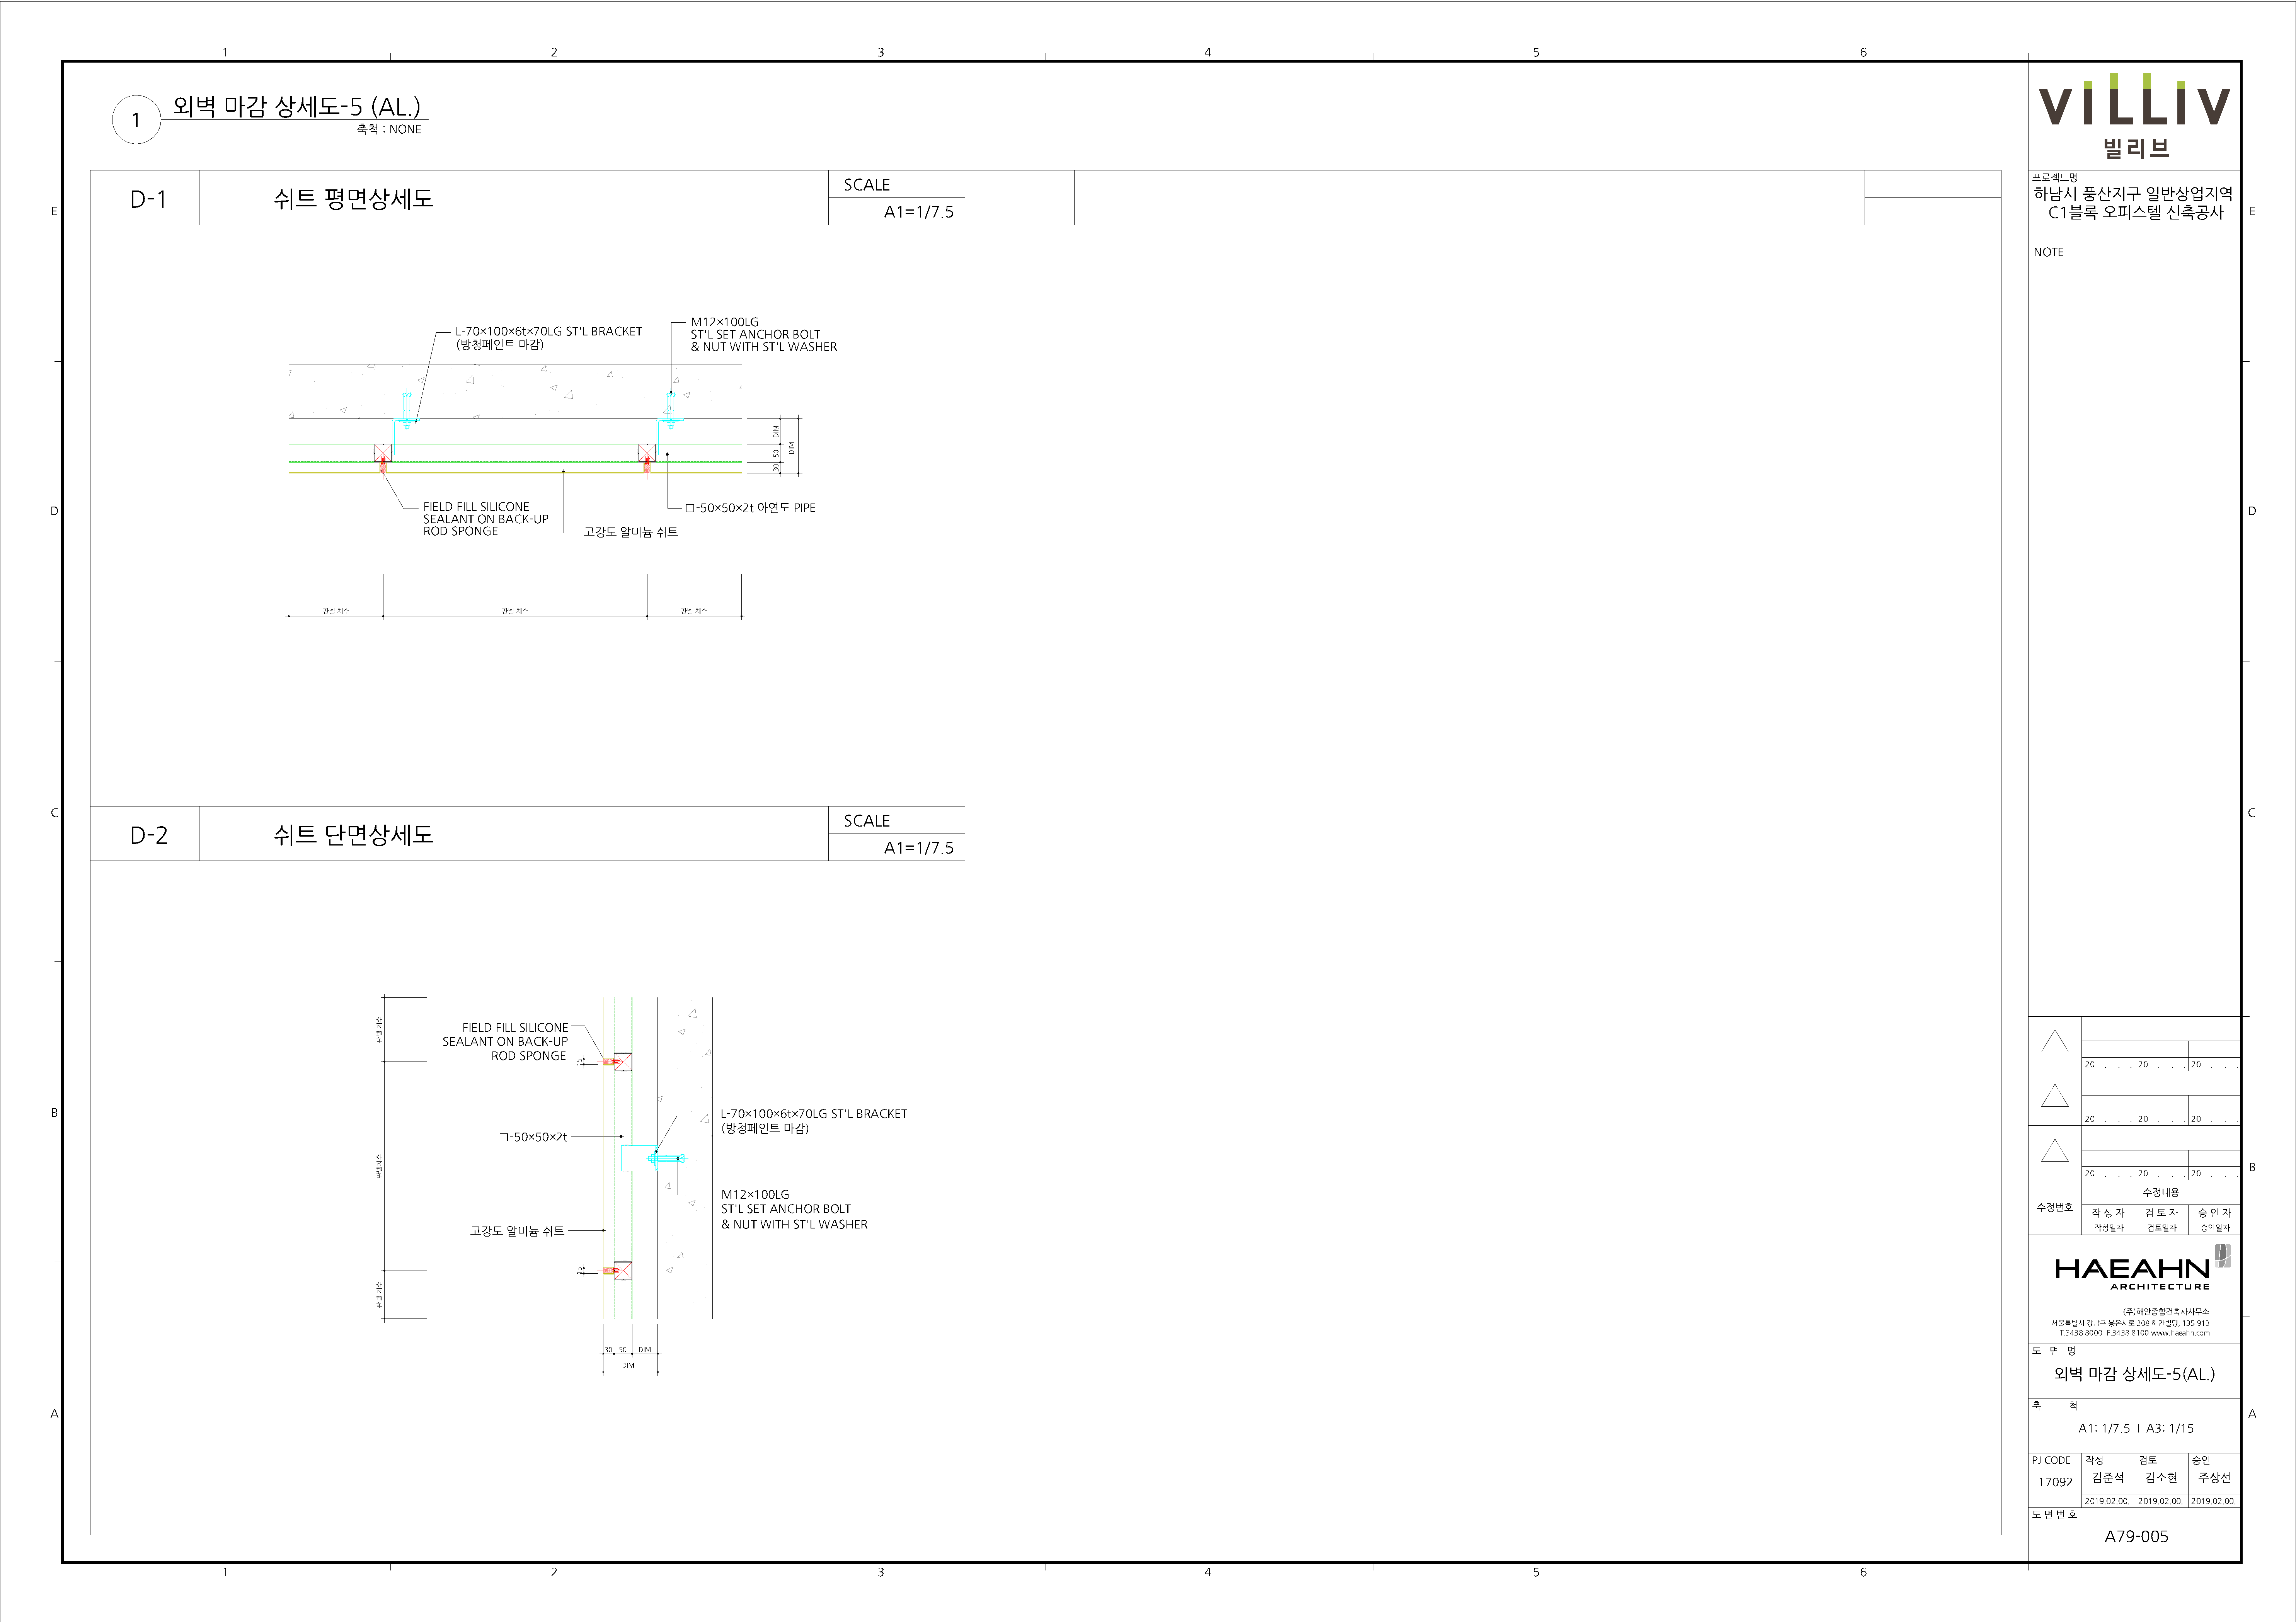 1 2 3 4 5 6
1
외벽 마감 상세도-5 (AL.)
축척 : NONE
VILLIV
빌리브
프로젝트명
하남시 풍산지구 일반상업지역
C1블록 오피스텔 신축공사
NOTE
E
D
C
B
A
D-1
쉬트 평면상세도
SCALE
A1=1/7.5
L-70×100×6t×70LG ST'L BRACKET
(방청페인트 마감)
M12×100LG
ST'L SET ANCHOR BOLT
& NUT WITH ST'L WASHER
DIM
50
30
DIM
FIELD FILL SILICONE
SEALANT ON BACK-UP
ROD SPONGE
고강도 알미늄 쉬트
□-50×50×2t 아연도 PIPE
판넬 치수 판넬 치수 판넬 치수
D-2
쉬트 단면상세도
SCALE
A1=1/7.5
판넬 치수
판넬치수
판넬 치수
FIELD FILL SILICONE
SEALANT ON BACK-UP
ROD SPONGE
15
□-50×50×2t
L-70×100×6t×70LG ST'L BRACKET
(방청페인트 마감)
M12×100LG
ST'L SET ANCHOR BOLT
& NUT WITH ST'L WASHER
고강도 알미늄 쉬트
15
30 50 DIM
DIM
E
D
C
B
A
20 . . . 20 . . . 20 . . .
20 . . . 20 . . . 20 . . .
20 . . . 20 . . . 20 . . .
수정번호
수정내용
작 성 자 검 토 자 승 인 자
작성일자 검토일자 승인일자
HAEAHN
ARCHITECTURE
(주)해안종합건축사사무소
서울특별시 강남구 봉은사로 208 해안빌딩, 135-913
T.3438 8000 F.3438 8100 www.haeahn.com
도 면 명
외벽 마감 상세도-5(AL.)
축 척
A1: 1/7.5 I A3: 1/15
PJ CODE 작성 검토 승인
17092 김준석 김소현 주상선
2019.02.00. 2019.02.00. 2019.02.00.
도 면 번 호
A79-005
1 2 3 4 5 6